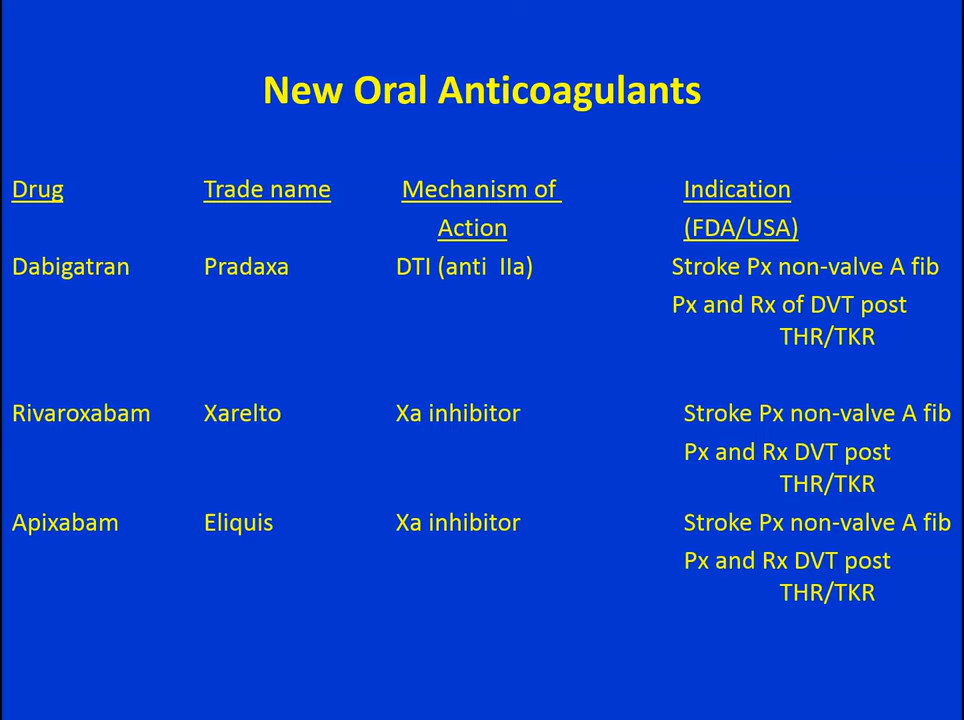 New Oral Anticoagulants
Drug Trade name Mechanism of Indication
Action (FDA/USA)
Dabigatran Pradaxa DTI (anti IIa) Stroke Px non-valve A fib
Px and Rx of DVT post
THR/TKR
Rivaroxabam Xarelto Xa inhibitor Stroke Px non-valve A fib
Px and Rx DVT post
THR/TKR
Apixabam Eliquis Xa inhibitor Stroke Px non-valve A fib
Px and Rx DVT post
THR/TKR